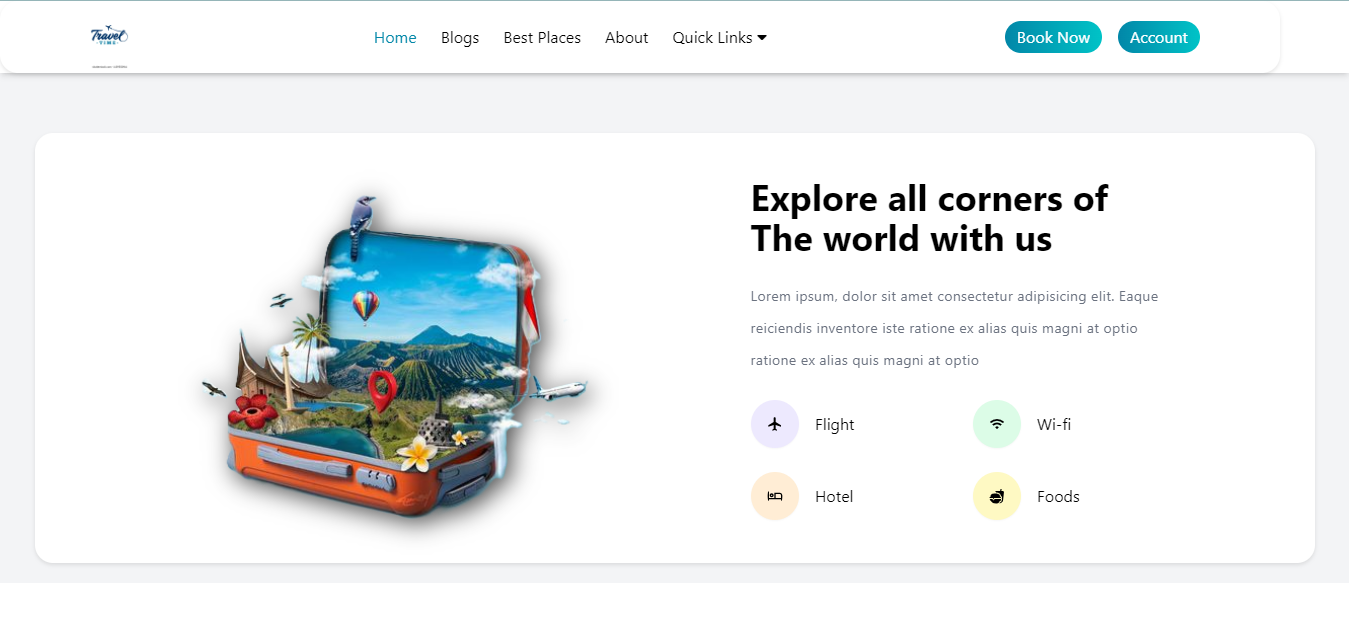 Travel
TIME
Home
Blogs
Best Places
About
Quick Links
Book Now
Account
Explore all corners of
The world with us
Lorem ipsum, dolor sit amet consectetur adipisicing elit. Eaque
reiciendis inventore iste ratione ex alias quis magni at optio
ratione ex alias quis magni at optio
Flight
Wi-fi
Hotel
Foods